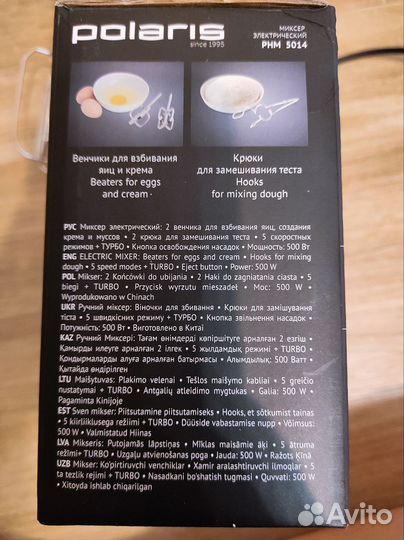 polaris
since 1995
МИКСЕР
ЭЛЕКТРИЧЕСКИЙ
PHM 5014
Венчики для взбивания
яиц и крема
Beaters for eggs
and cream
Крюки
для замешивания теста
Hooks
for mixing dough
РУС Миксер электрический: 2 венчика для взбивания яиц, создания
крема и муссов • 2 крюка для замешивания теста • 5 скоростных
режимов + ТУРБО • Кнопка освобождения насадок • Мощность: 500 Вт
ENG ELECTRIC MIXER: Beaters for eggs and cream • Hooks for mixing
dough • 5 speed modes + TURBO • Eject button • Power: 500 W
POL Mikser: 2 Końcówki do ubijania • 2 Haki do zagniatania ciasta • 5
biegi + TURBO • Przycisk wyrzutu mieszadeł • Moc: 500 W •
Wyprodukowano w Chinach
UKR Ручний міксер: Віночки для збивання • Крюки для замішування
тіста • 5 швидкісних режиму + ТУРБО • Кнопка звільнення насадок •
Потужність: 500 Вт • Виготовлено в Китаї
KAZ Ручний Миксері: Тағам өнімдерді көпіршітуге арналған 2 езгіш •
Қамырды илеуге арналған 2 ілгек • 5 жылдамдық режімі + TURBO •
Қондырмаларды алуға арналған батырмасы • Алымдылық: 500 Ватт •
Қытайда өндірілген
LTU Maišytuvas: Plakimo velenai • Tešlos maišymo kabliai • 5 greičio
nustatymai + TURBO • Antgalių atleidimo mygtukas • Galia: 500 W •
Pagaminta Kinijoje
EST Sven mikser: Piitsutamine piitsutamiseks • Hooks, et sõtkumist tainas
• 5 kiirliiklusega režiimi + TURBO • Düüside vabastamise nupp • Võimsus:
500 W • Valmistatud Hiinas
LVA Mikseris: Putojamās lāpstiņas • Mīklas maisāmie āķi • 5 ātruma
režīmi + TURBO • Uzgaļu atvienošanas poga • Jauda: 500 W • Ražots Ķīnā
UZB Mikser: Ko'pirtiruvchi venchiklar • Xamir aralashtiruvchi ilmoqlar • 5
ta tezlik rejimi + TURBO • Nasadkani bo'shatish tugmasi • Quvvati: 500 W
• Xitoyda ishlab chiqarilgan
Avito